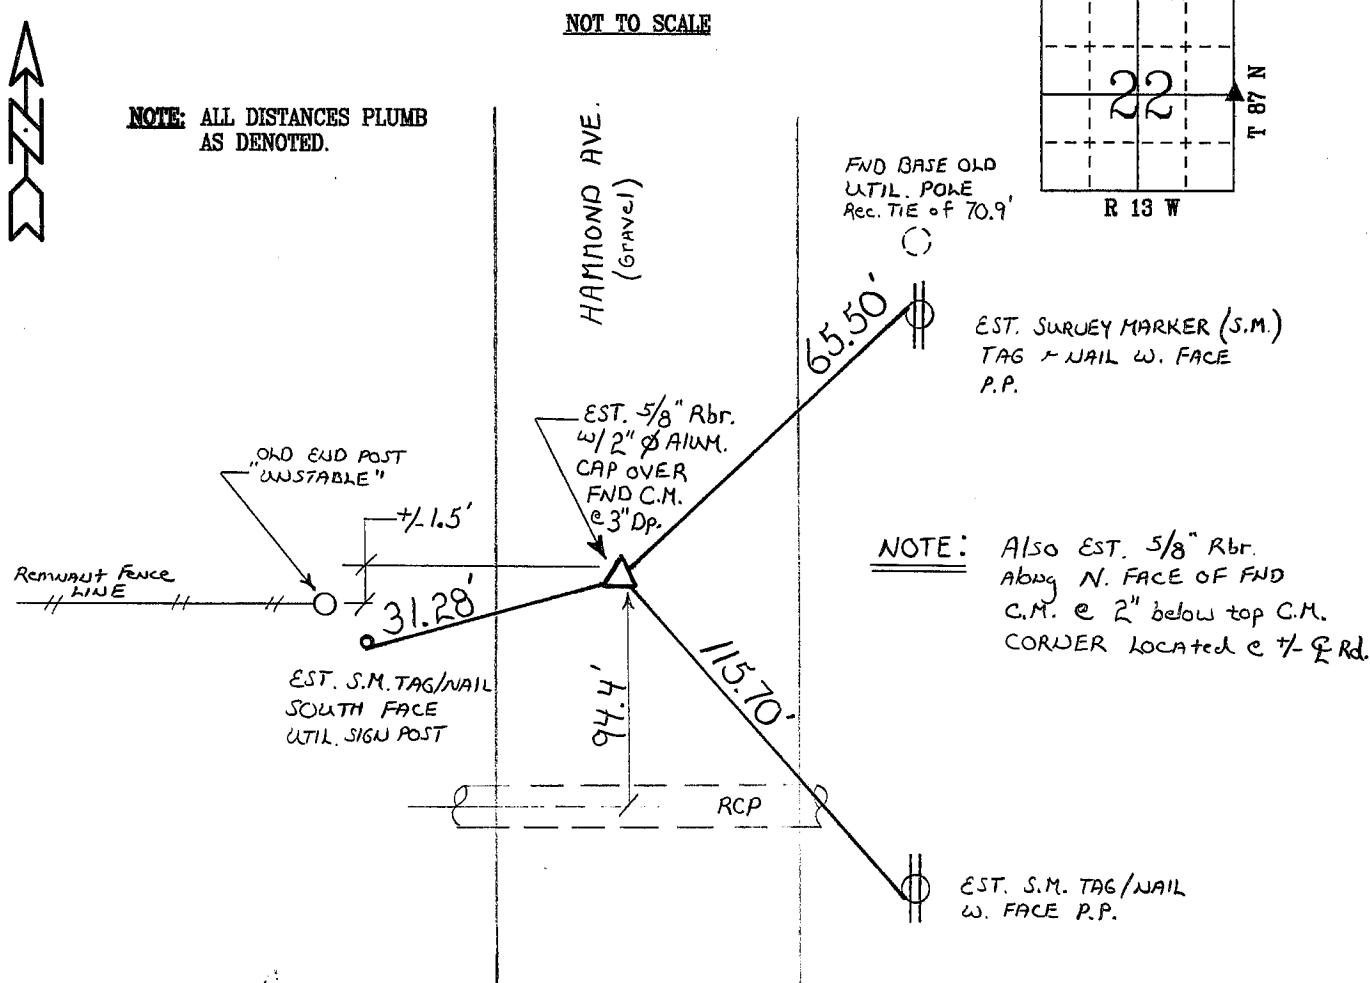 NOT TO SCALE
N
NOTE: ALL DISTANCES PLUMB
AS DENOTED.
HAMMOND AVE.
(Gravel)
22
T 87 N
R 13 W
FND BASE OLD
UTIL. POLE
Rec. TIE of 70.9'
65.50'
EST. SURVEY MARKER (S.M.)
TAG & NAIL W. FACE
P.P.
EST. 5/8" Rbr.
w/ 2" Ø Alum.
CAP OVER
FND C.M.
@ 3" Dp.
OLD END POST
"UNSTABLE"
+/-1.5'
Remnant Fence
LINE
31.28'
EST. S.M. TAG/NAIL
SOUTH FACE
UTIL. SIGN POST
NOTE: Also EST. 5/8" Rbr.
Along N. FACE OF FND
C.M. @ 2" below top C.M.
CORNER Located @ +/- ℄ Rd.
115.70'
94.4'
RCP
EST. S.M. TAG/NAIL
W. FACE P.P.